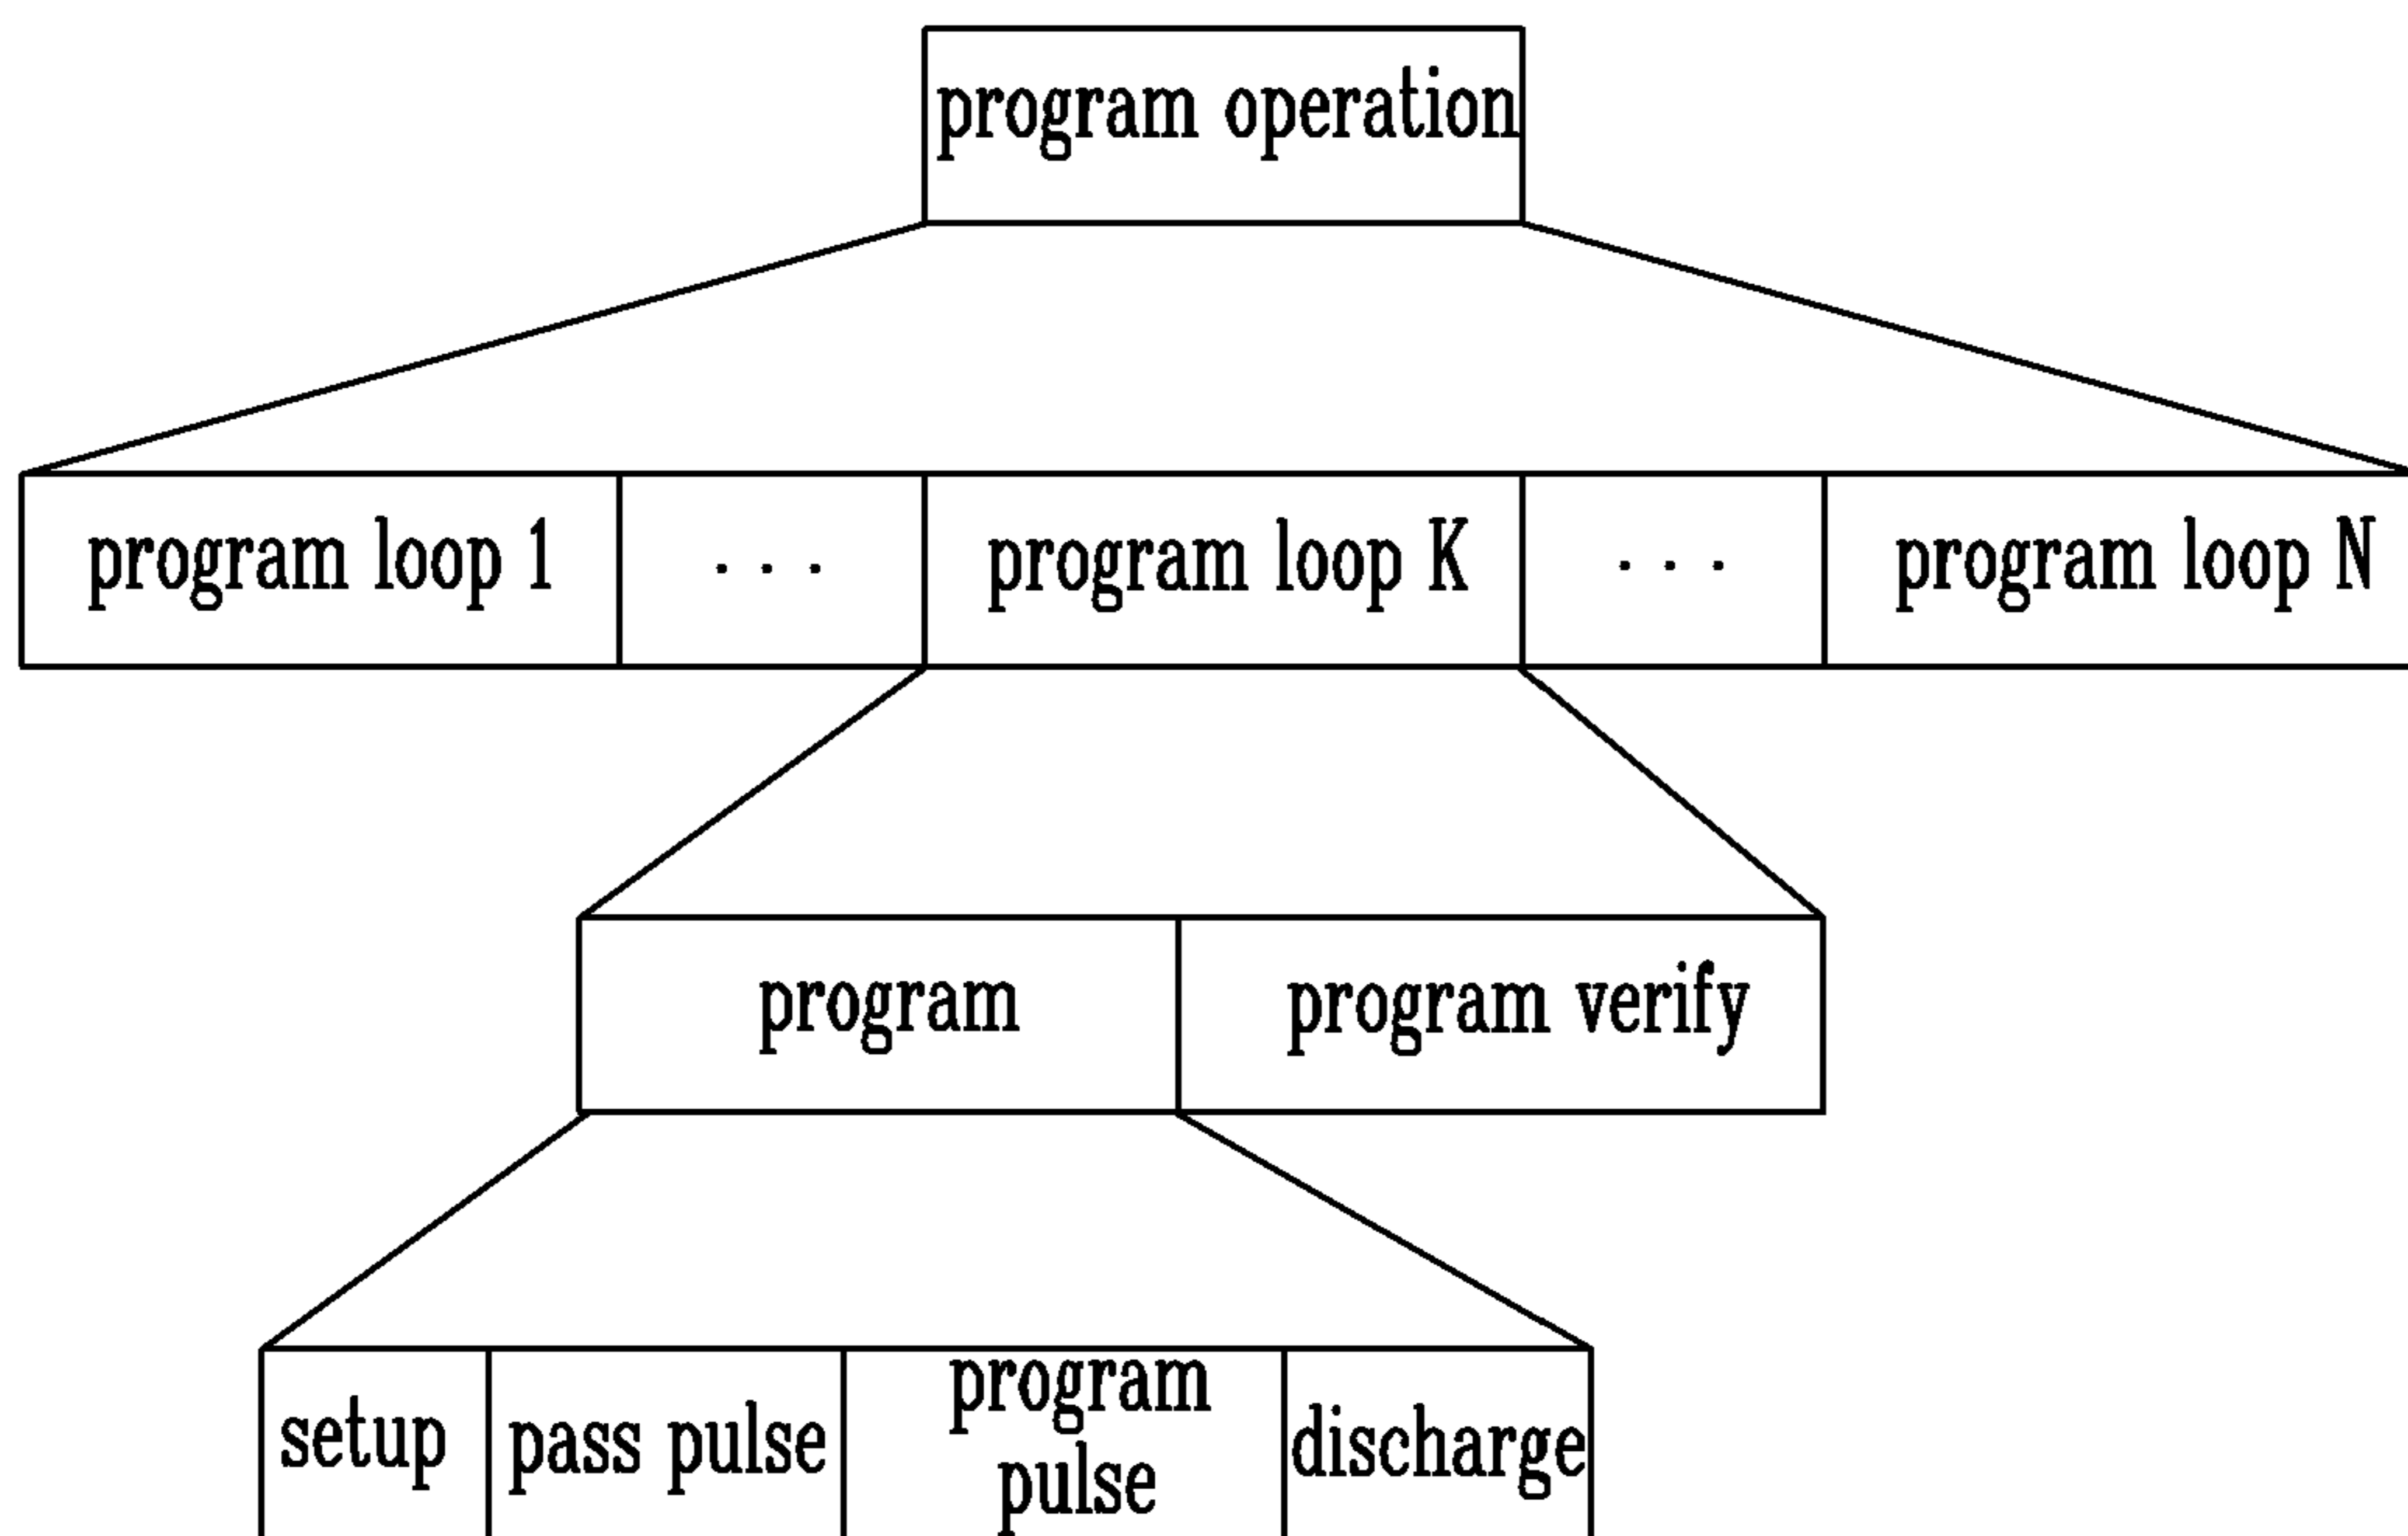 program operation
program loop 1
. . .
program loop K
. . .
program loop N
program
program verify
setup
pass pulse
program
pulse
discharge